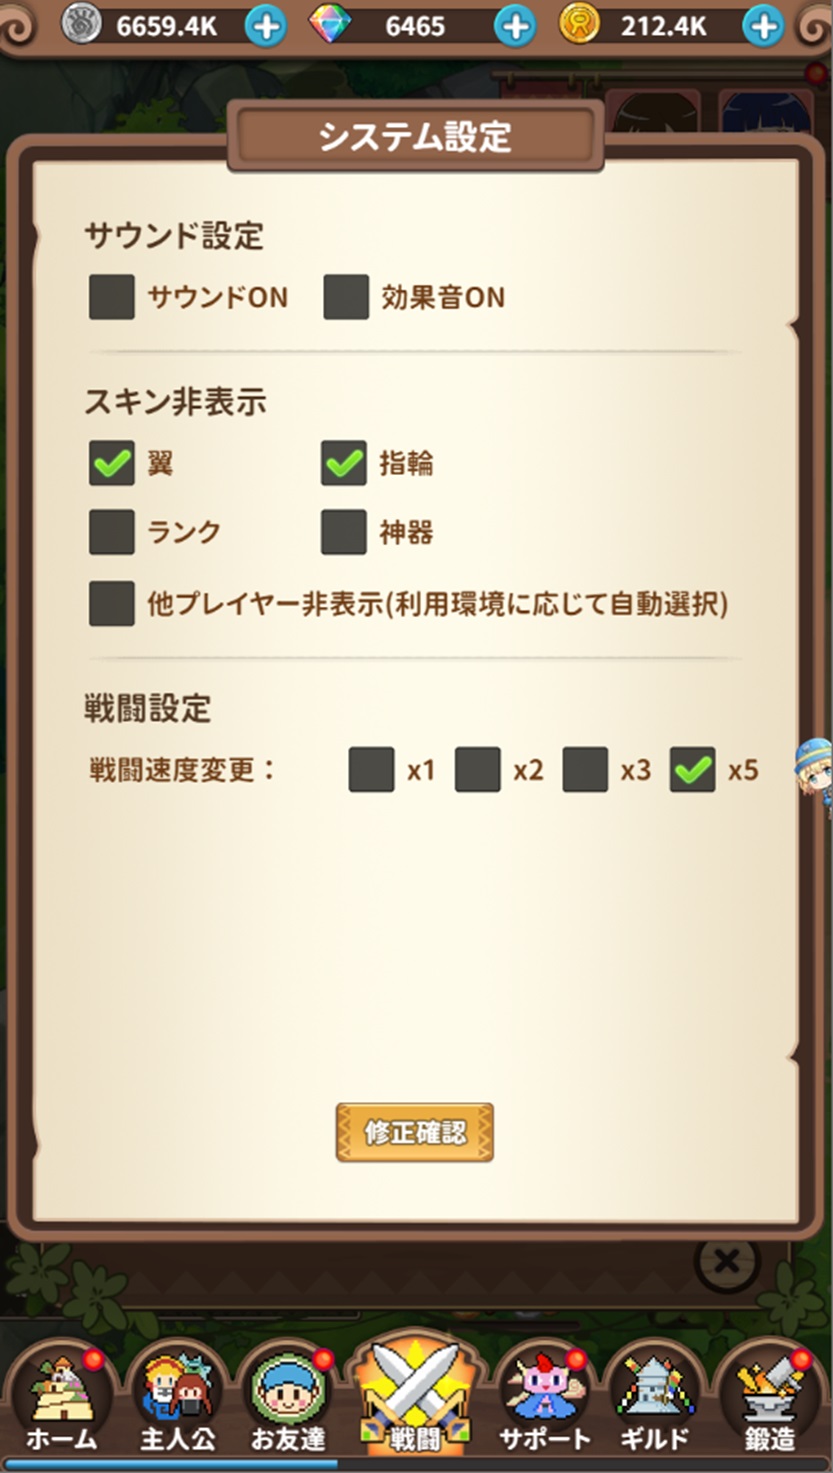 6659.4K 6465 212.4K
システム設定
サウンド設定
サウンドON 効果音ON
スキン非表示
翼 指輪
ランク 神器
他プレイヤー非表示(利用環境に応じて自動選択)
戦闘設定
戦闘速度変更： x1 x2 x3 x5
修正確認
ホーム 主人公 お友達 戦闘 サポート ギルド 鍛造